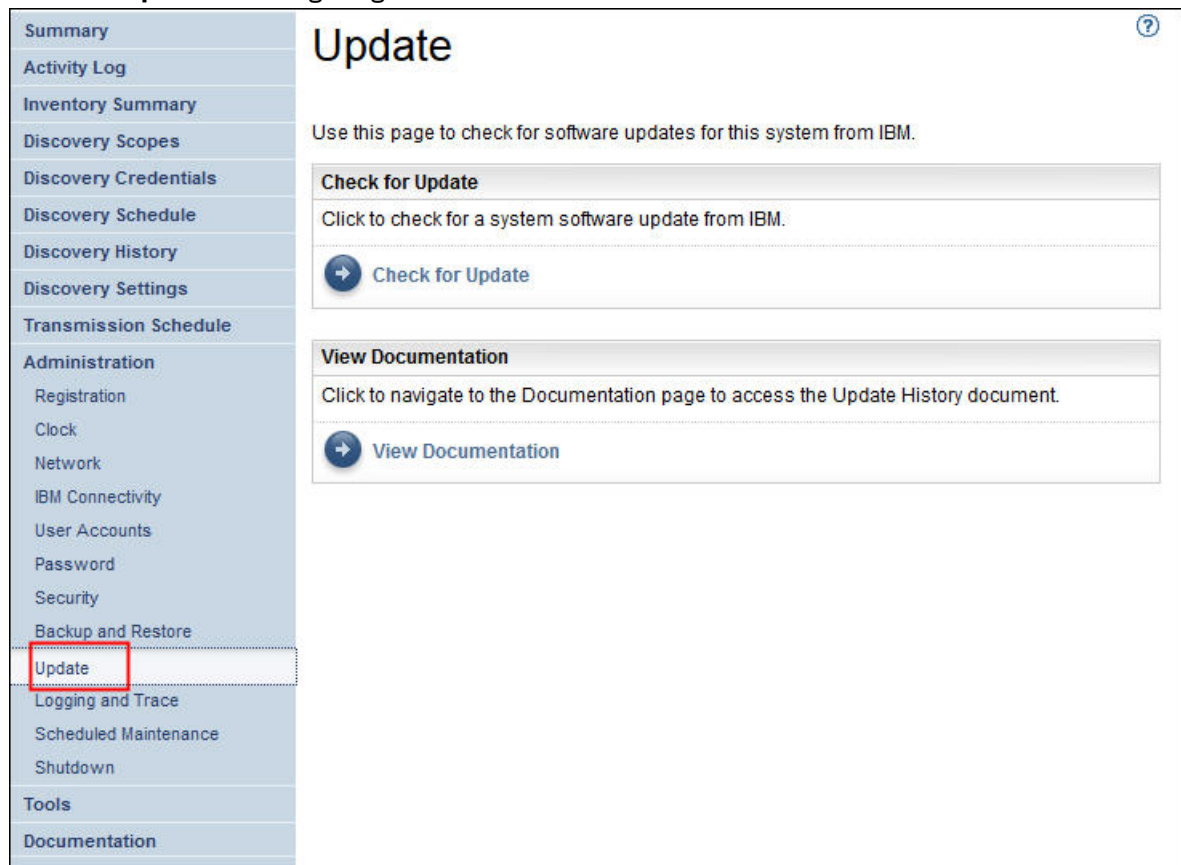 Summary
Activity Log
Inventory Summary
Discovery Scopes
Discovery Credentials
Discovery Schedule
Discovery History
Discovery Settings
Transmission Schedule
Administration
Registration
Clock
Network
IBM Connectivity
User Accounts
Password
Security
Backup and Restore
Update
Logging and Trace
Scheduled Maintenance
Shutdown
Tools
Documentation
?
Update
Use this page to check for software updates for this system from IBM.
Check for Update
Click to check for a system software update from IBM.
Check for Update
View Documentation
Click to navigate to the Documentation page to access the Update History document.
View Documentation